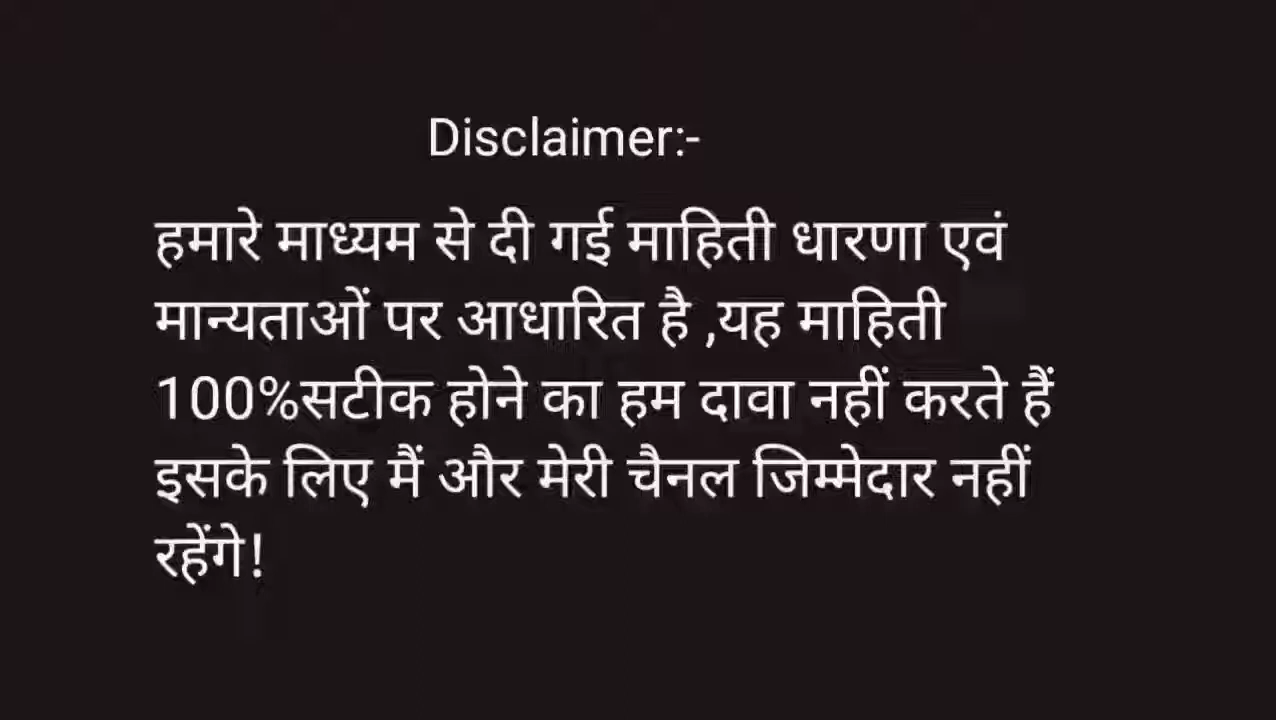 Disclaimer:-
हमारे माध्यम से दी गई माहिती धारणा एवं
मान्यताओं पर आधारित है ,यह माहिती
100%सटीक होने का हम दावा नहीं करते हैं
इसके लिए मैं और मेरी चैनल जिम्मेदार नहीं
रहेंगे!